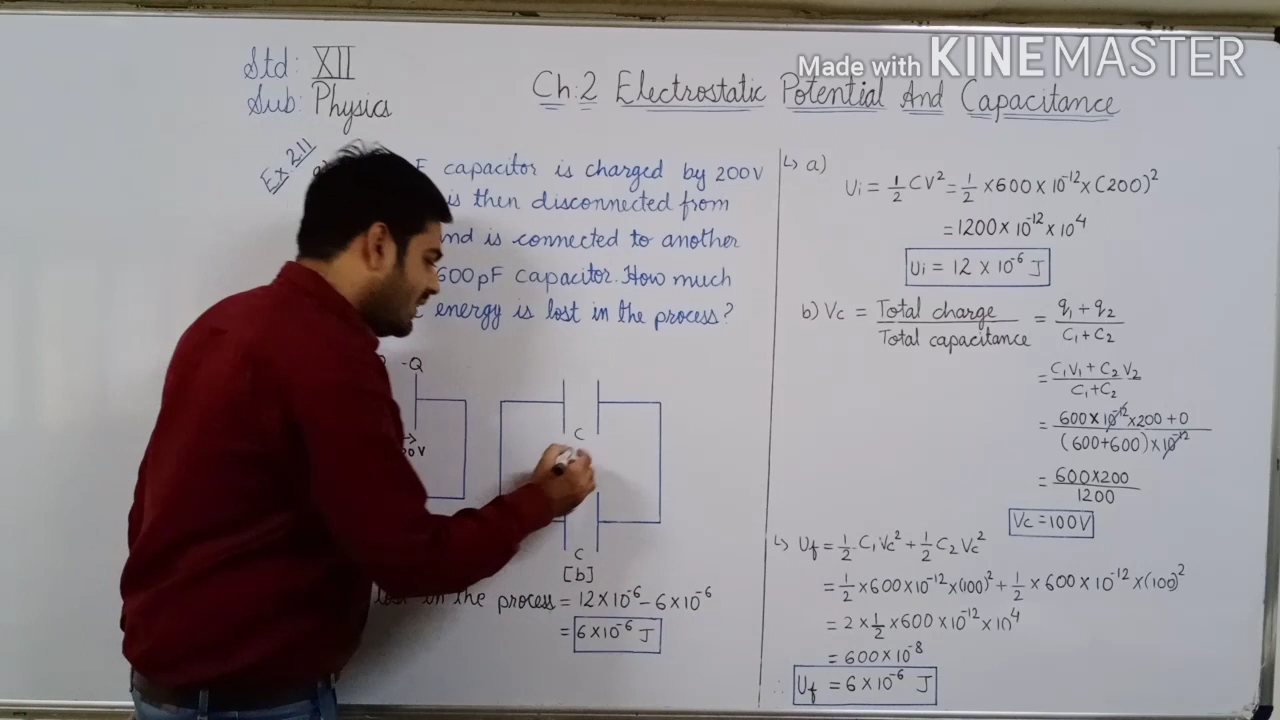 Made with KINEMASTER
Std: XII
Sub: Physics
Ch:2 Electrostatic Potential And Capacitance
Ex. 2.11
F capacitor is charged by 200V
is then disconnected from
and is connected to another
600pF capacitor. How much
energy is lost in the process?
-Q
V
C
C
[b]
lost in the process = 12 × 10⁻⁶ – 6 × 10⁻⁶
= 6 × 10⁻⁶ J
↳ a)
Ui = 1/2 CV² = 1/2 × 600 × 10⁻¹² × (200)²
= 1200 × 10⁻¹² × 10⁴
Ui = 12 × 10⁻⁶ J
b) Vc = Total charge / Total capacitance = q₁ + q₂ / C₁ + C₂
= C₁V₁ + C₂V₂ / C₁ + C₂
= 600 × 10⁻¹² × 200 + 0 / (600 + 600) × 10⁻¹²
= 600 × 200 / 1200
Vc = 100V
↳ Uf = 1/2 C₁Vc² + 1/2 C₂Vc²
= 1/2 × 600 × 10⁻¹² × (100)² + 1/2 × 600 × 10⁻¹² × (100)²
= 2 × 1/2 × 600 × 10⁻¹² × 10⁴
= 600 × 10⁻⁸
∴ Uf = 6 × 10⁻⁶ J